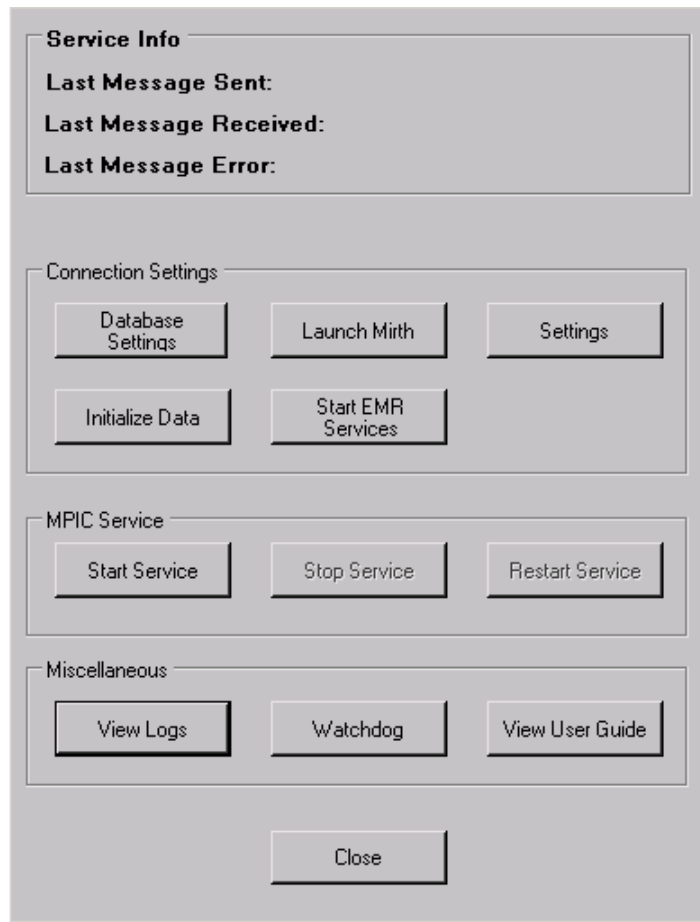 Service Info
Last Message Sent:
Last Message Received:
Last Message Error:
Connection Settings
Database
Settings
Launch Mirth
Settings
Initialize Data
Start EMR
Services
MPIC Service
Start Service
Stop Service
Restart Service
Miscellaneous
View Logs
Watchdog
View User Guide
Close